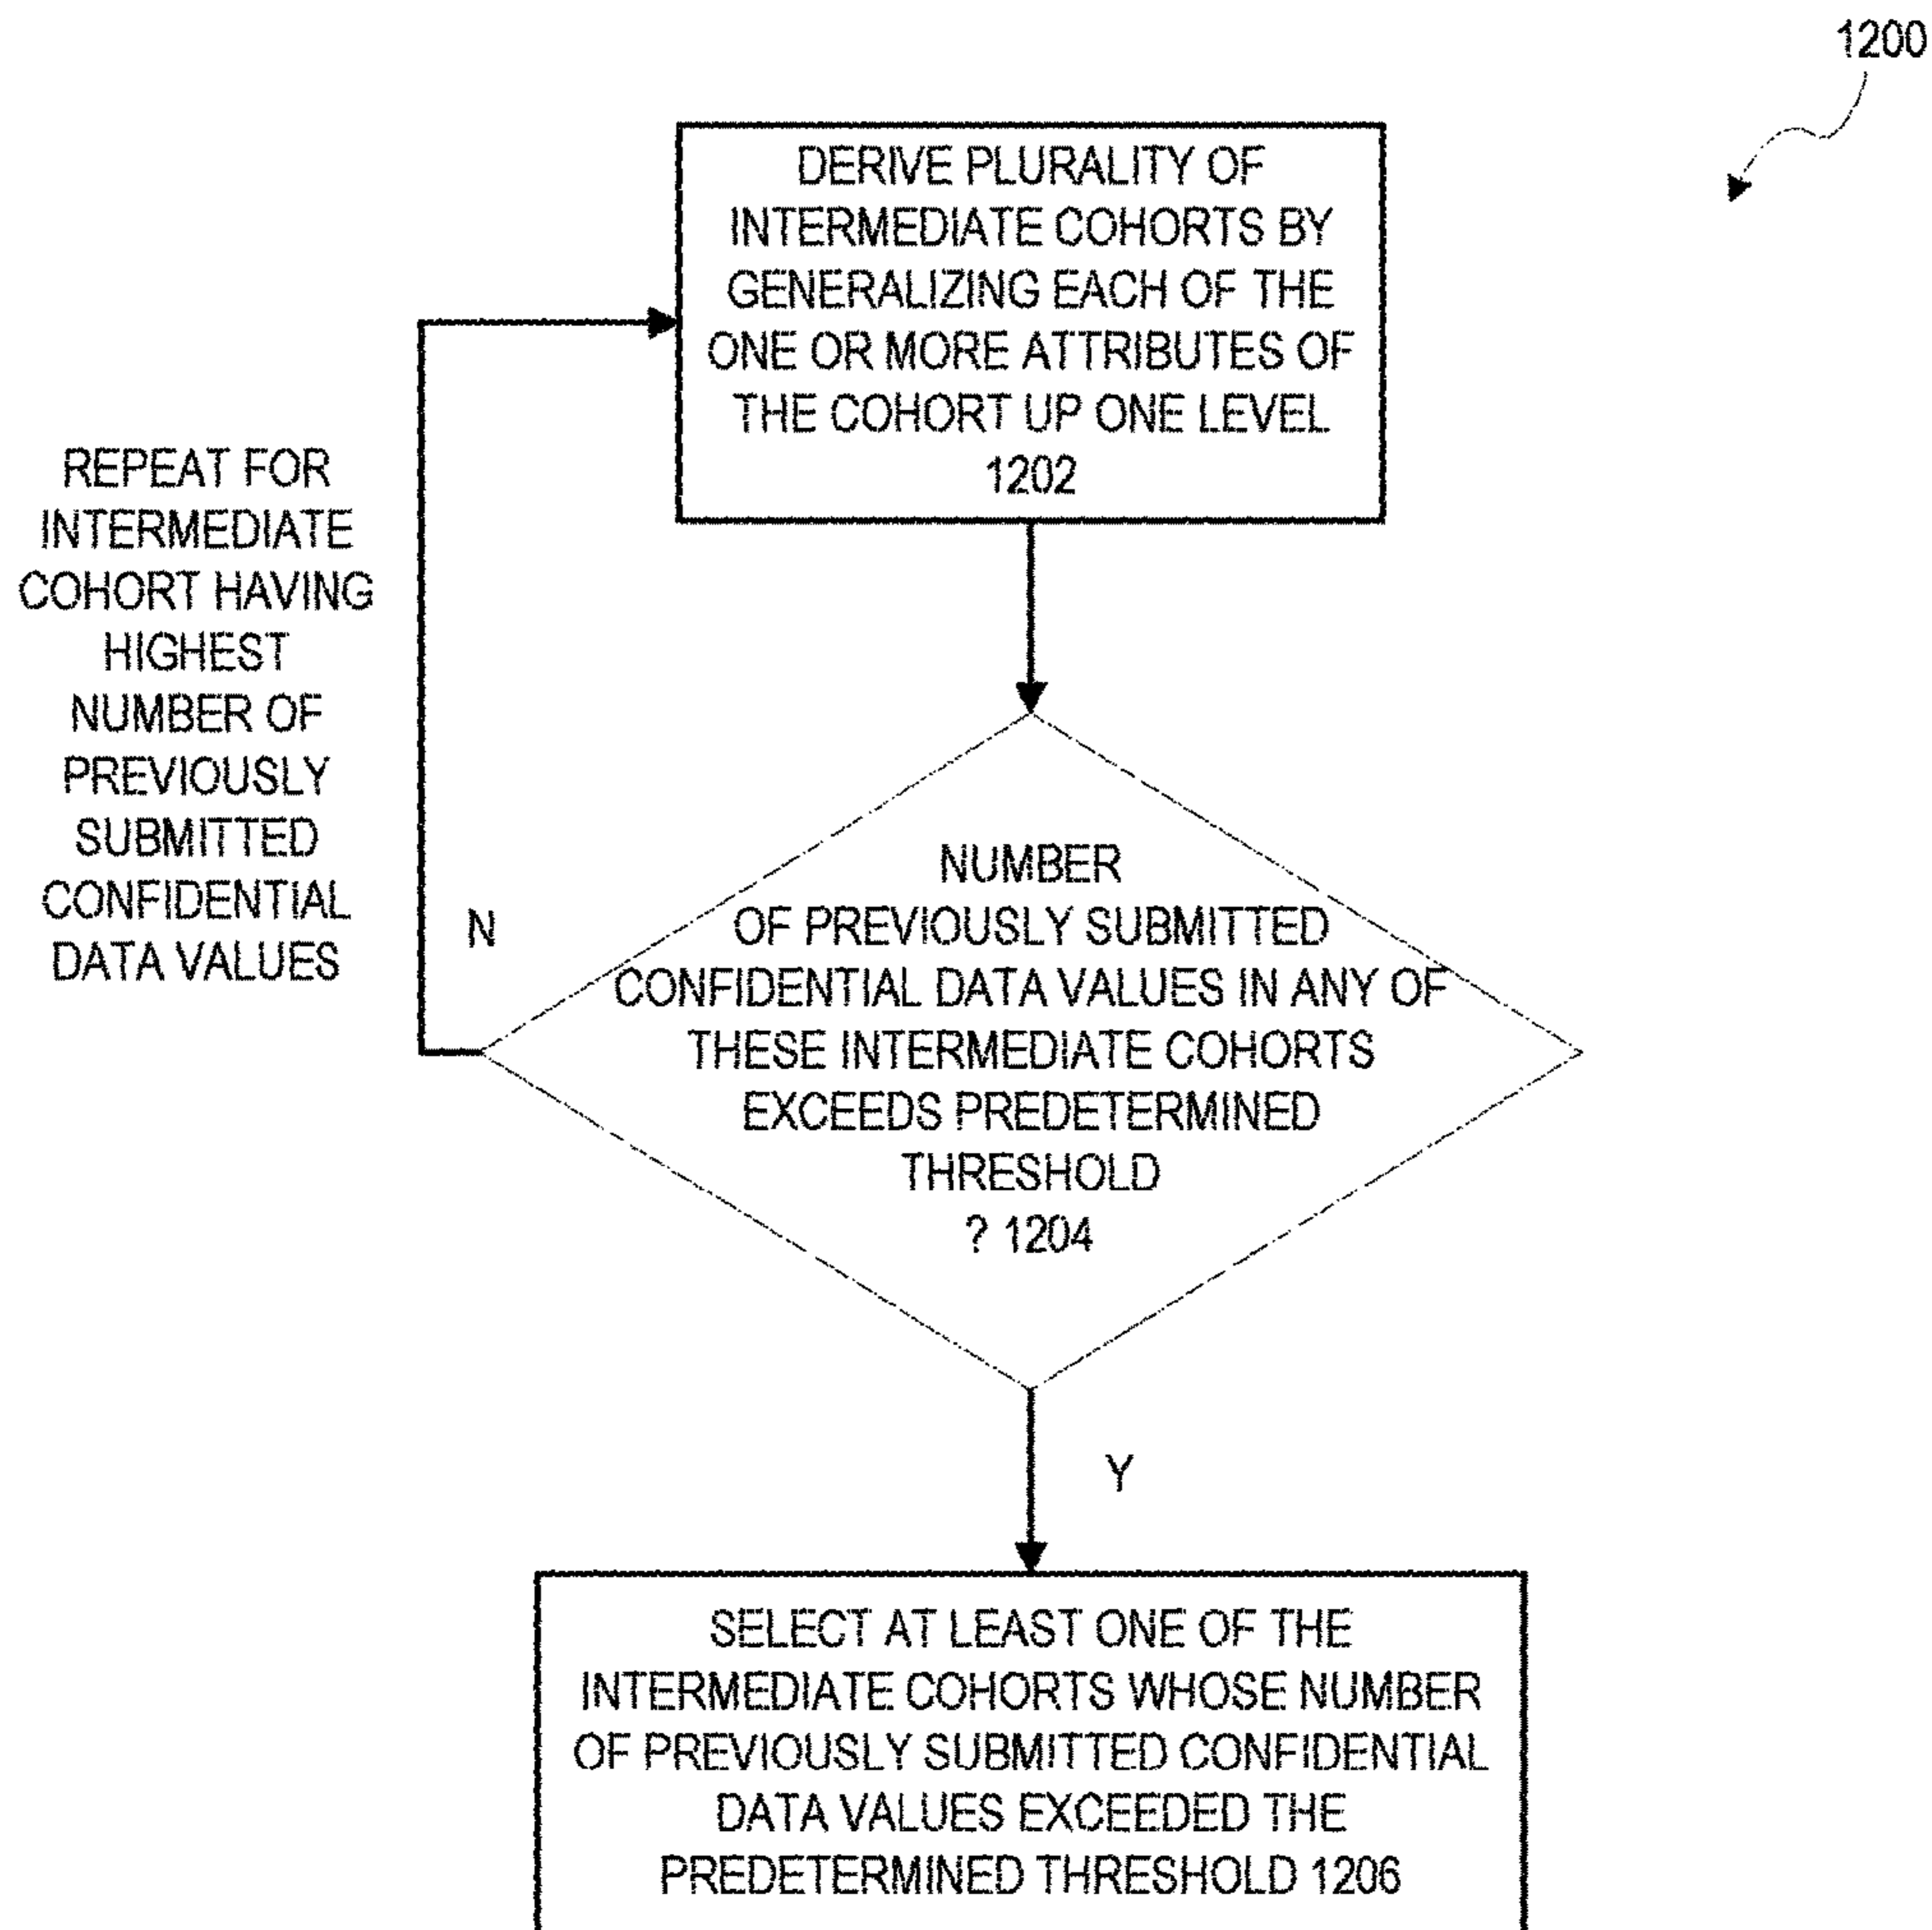 1200
DERIVE PLURALITY OF
INTERMEDIATE COHORTS BY
GENERALIZING EACH OF THE
ONE OR MORE ATTRIBUTES OF
THE COHORT UP ONE LEVEL
1202
REPEAT FOR
INTERMEDIATE
COHORT HAVING
HIGHEST
NUMBER OF
PREVIOUSLY
SUBMITTED
CONFIDENTIAL
DATA VALUES
N
NUMBER
OF PREVIOUSLY SUBMITTED
CONFIDENTIAL DATA VALUES IN ANY OF
THESE INTERMEDIATE COHORTS
EXCEEDS PREDETERMINED
THRESHOLD
? 1204
Y
SELECT AT LEAST ONE OF THE
INTERMEDIATE COHORTS WHOSE NUMBER
OF PREVIOUSLY SUBMITTED CONFIDENTIAL
DATA VALUES EXCEEDED THE
PREDETERMINED THRESHOLD 1206